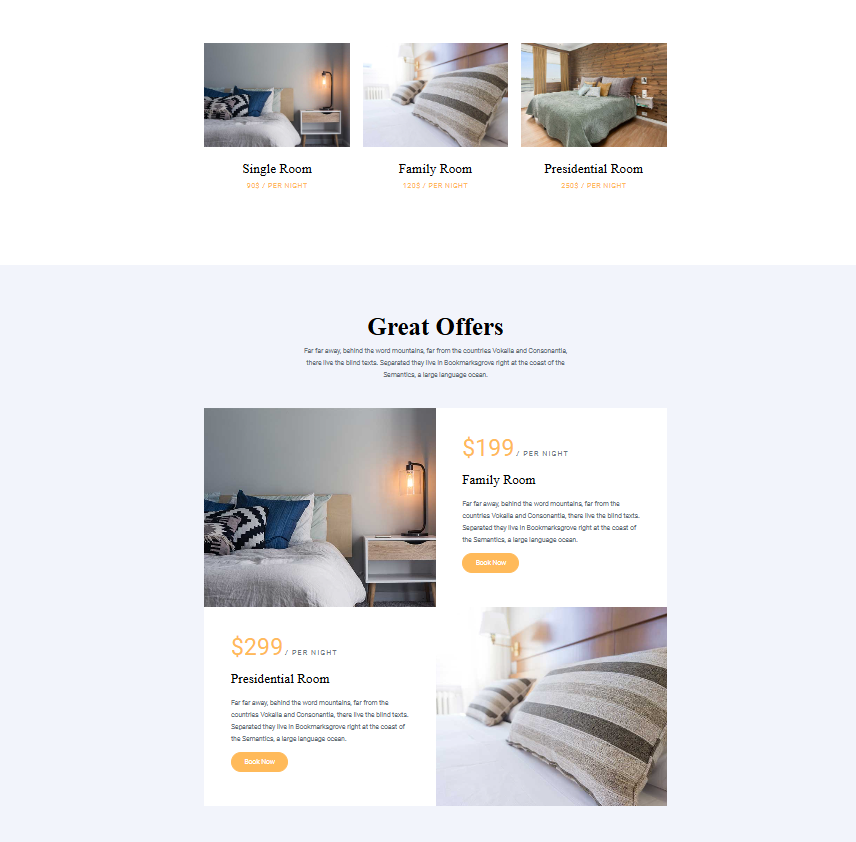 Single Room
90$ / PER NIGHT
Family Room
120$ / PER NIGHT
Presidential Room
250$ / PER NIGHT
Great Offers
Far far away, behind the word mountains, far from the countries Vokalia and Consonantia,
there live the blind texts. Separated they live in Bookmarksgrove right at the coast of the
Semantics, a large language ocean.
$199 / PER NIGHT
Family Room
Far far away, behind the word mountains, far from the
countries Vokalia and Consonantia, there live the blind texts.
Separated they live in Bookmarksgrove right at the coast of
the Semantics, a large language ocean.
Book Now
$299 / PER NIGHT
Presidential Room
Far far away, behind the word mountains, far from the
countries Vokalia and Consonantia, there live the blind texts.
Separated they live in Bookmarksgrove right at the coast of
the Semantics, a large language ocean.
Book Now